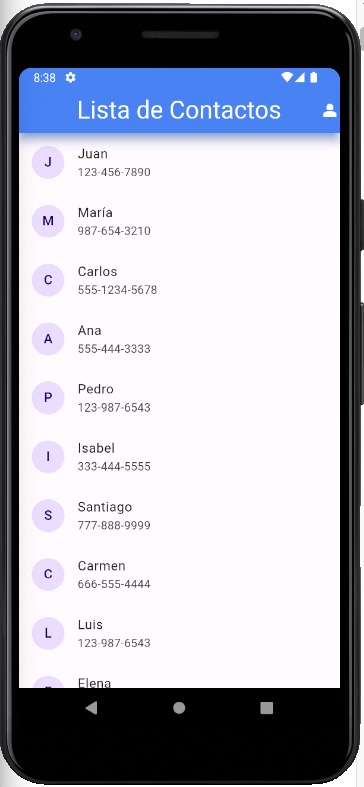 8:38
Lista de Contactos
J
Juan
123-456-7890
M
María
987-654-3210
C
Carlos
555-1234-5678
A
Ana
555-444-3333
P
Pedro
123-987-6543
I
Isabel
333-444-5555
S
Santiago
777-888-9999
C
Carmen
666-555-4444
L
Luis
123-987-6543
Elena